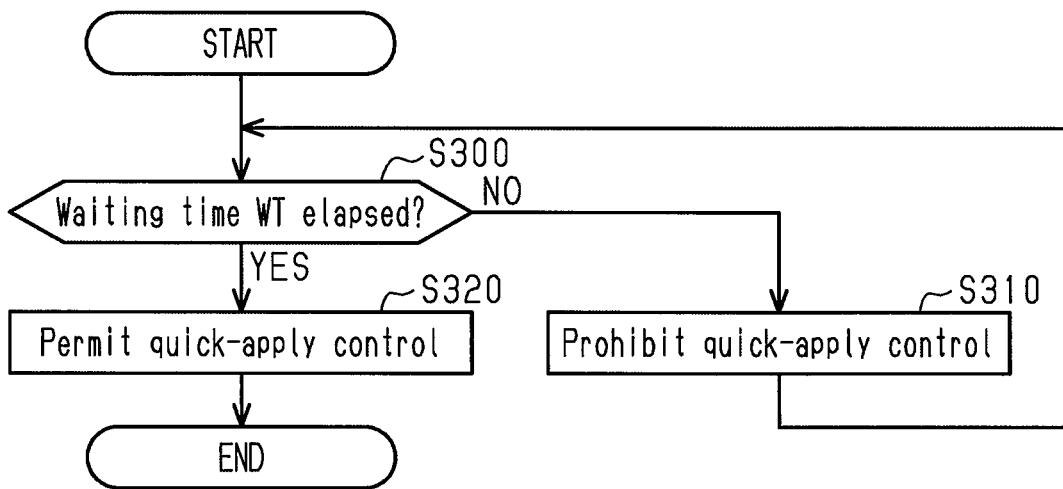 START
S300
Waiting time WT elapsed?
NO
YES
S320
Permit quick-apply control
S310
Prohibit quick-apply control
END